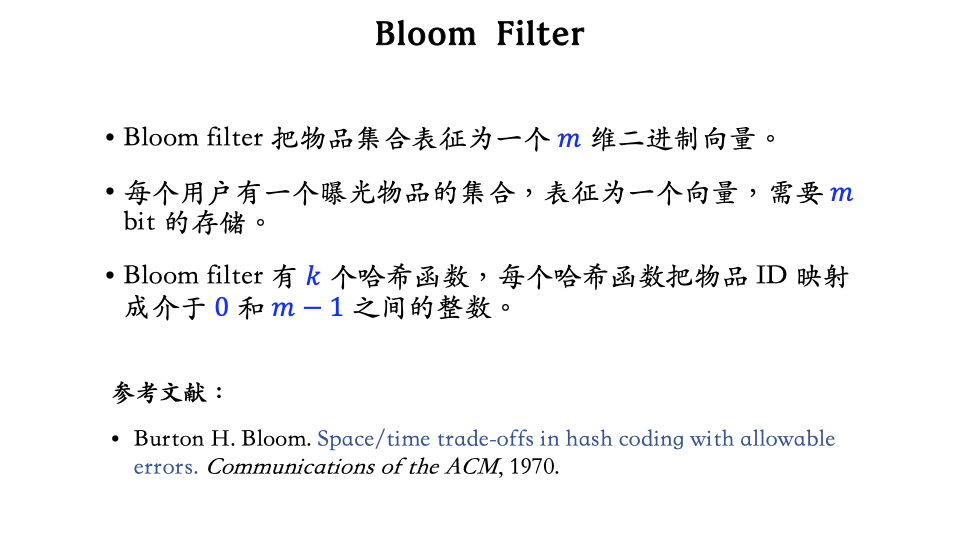 Bloom Filter
• Bloom filter 把物品集合表征为一个 m 维二进制向量。
• 每个用户有一个曝光物品的集合，表征为一个向量，需要 m
bit 的存储。
• Bloom filter 有 k 个哈希函数，每个哈希函数把物品 ID 映射
成介于 0 和 m − 1 之间的整数。
参考文献：
• Burton H. Bloom. Space/time trade-offs in hash coding with allowable
errors. Communications of the ACM, 1970.